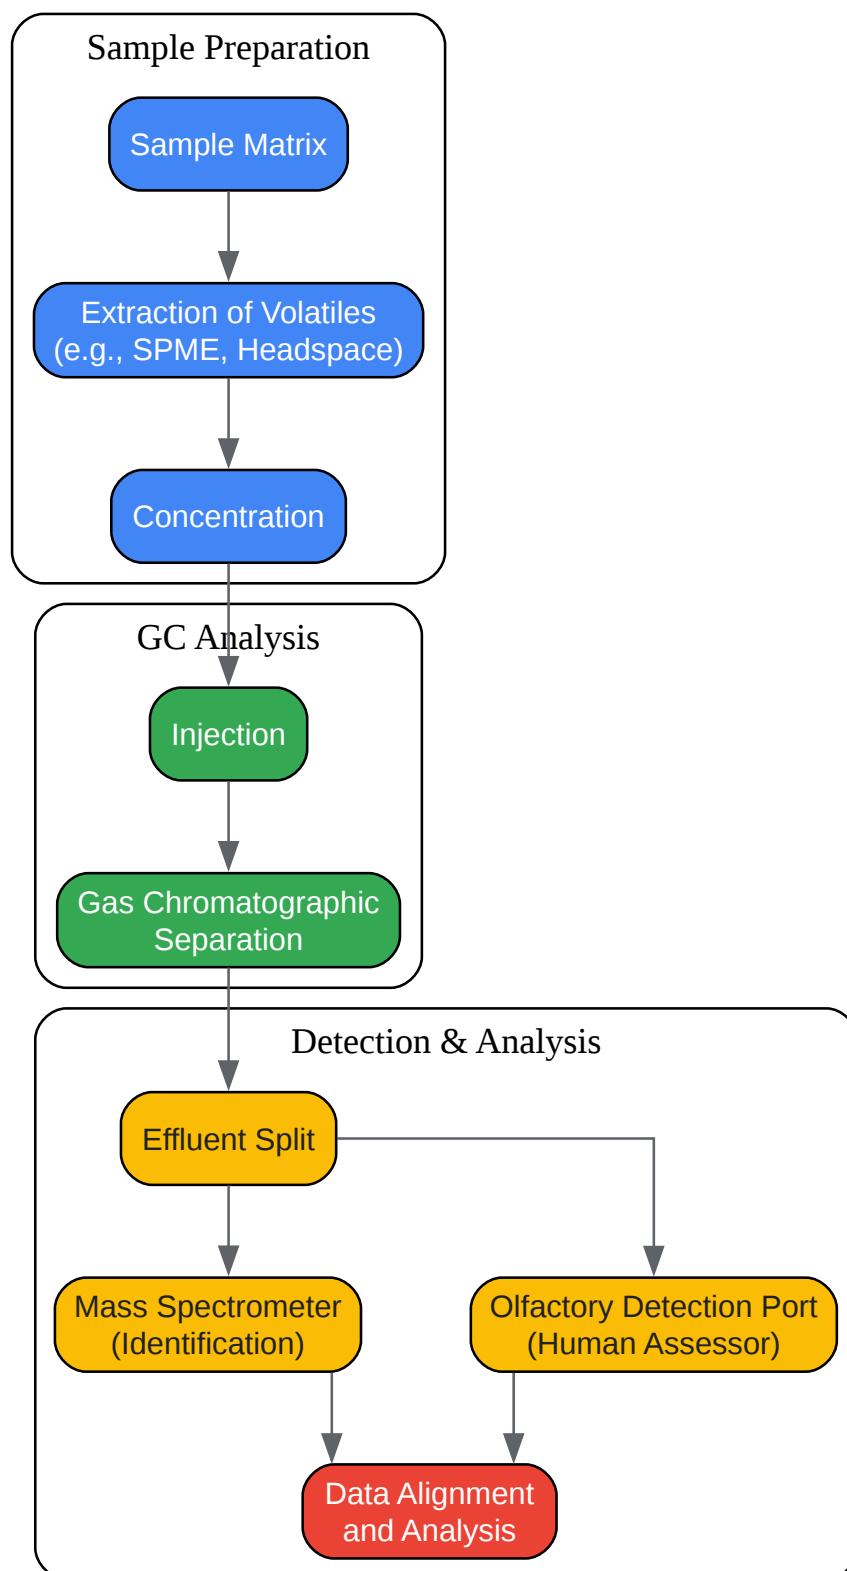 Sample Preparation
Sample Matrix
Extraction of Volatiles
(e.g., SPME, Headspace)
Concentration
GC Analysis
Injection
Gas Chromatographic
Separation
Detection & Analysis
Effluent Split
Mass Spectrometer
(Identification)
Olfactory Detection Port
(Human Assessor)
Data Alignment
and Analysis